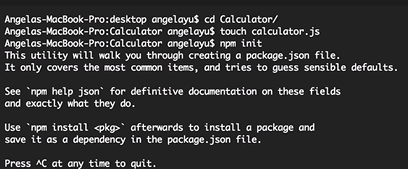 Angelas-MacBook-Pro:desktop angelayu$ cd Calculator/
Angelas-MacBook-Pro:Calculator angelayu$ touch calculator.js
Angelas-MacBook-Pro:Calculator angelayu$ npm init
This utility will walk you through creating a package.json file.
It only covers the most common items, and tries to guess sensible defaults.
See `npm help json` for definitive documentation on these fields
and exactly what they do.
Use `npm install <pkg>` afterwards to install a package and
save it as a dependency in the package.json file.
Press ^C at any time to quit.